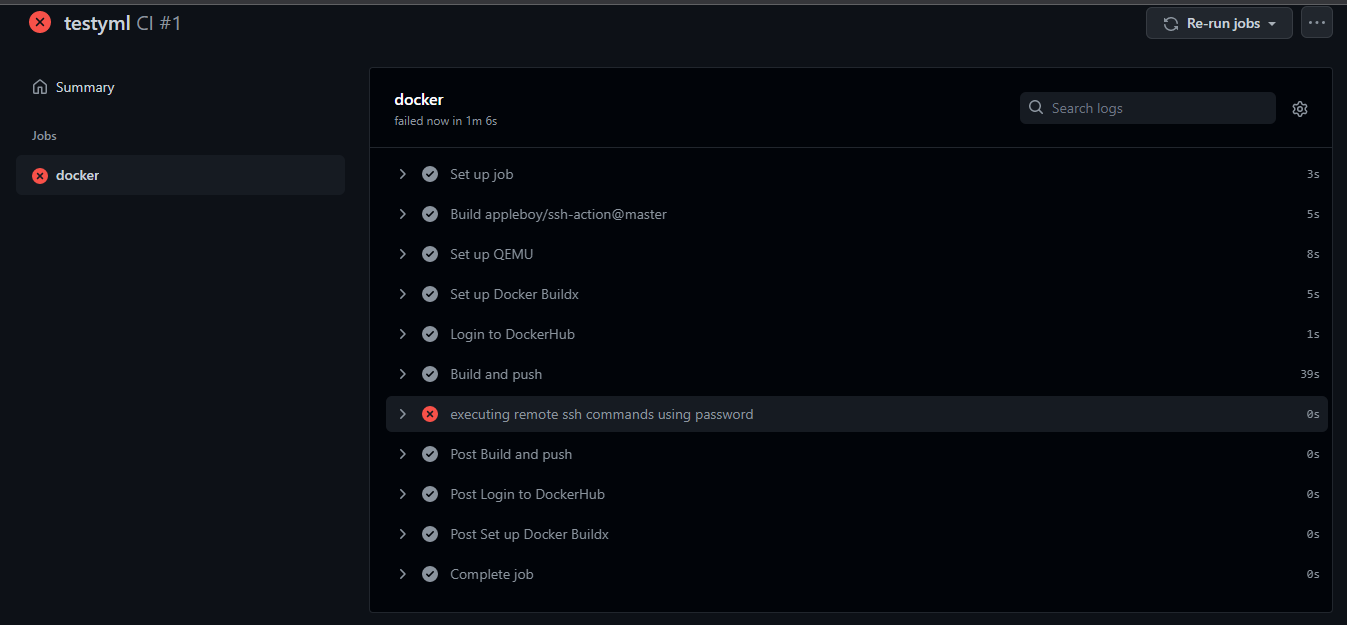 testyml CI #1
Re-run jobs
Summary
Jobs
docker
docker
failed now in 1m 6s
Search logs
Set up job 3s
Build appleboy/ssh-action@master 5s
Set up QEMU 8s
Set up Docker Buildx 5s
Login to DockerHub 1s
Build and push 39s
executing remote ssh commands using password 0s
Post Build and push 0s
Post Login to DockerHub 0s
Post Set up Docker Buildx 0s
Complete job 0s